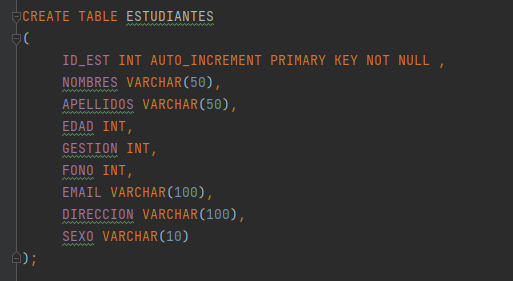 CREATE TABLE ESTUDIANTES
(
ID_EST INT AUTO_INCREMENT PRIMARY KEY NOT NULL ,
NOMBRES VARCHAR(50),
APELLIDOS VARCHAR(50),
EDAD INT,
GESTION INT,
FONO INT,
EMAIL VARCHAR(100),
DIRECCION VARCHAR(100),
SEXO VARCHAR(10)
);